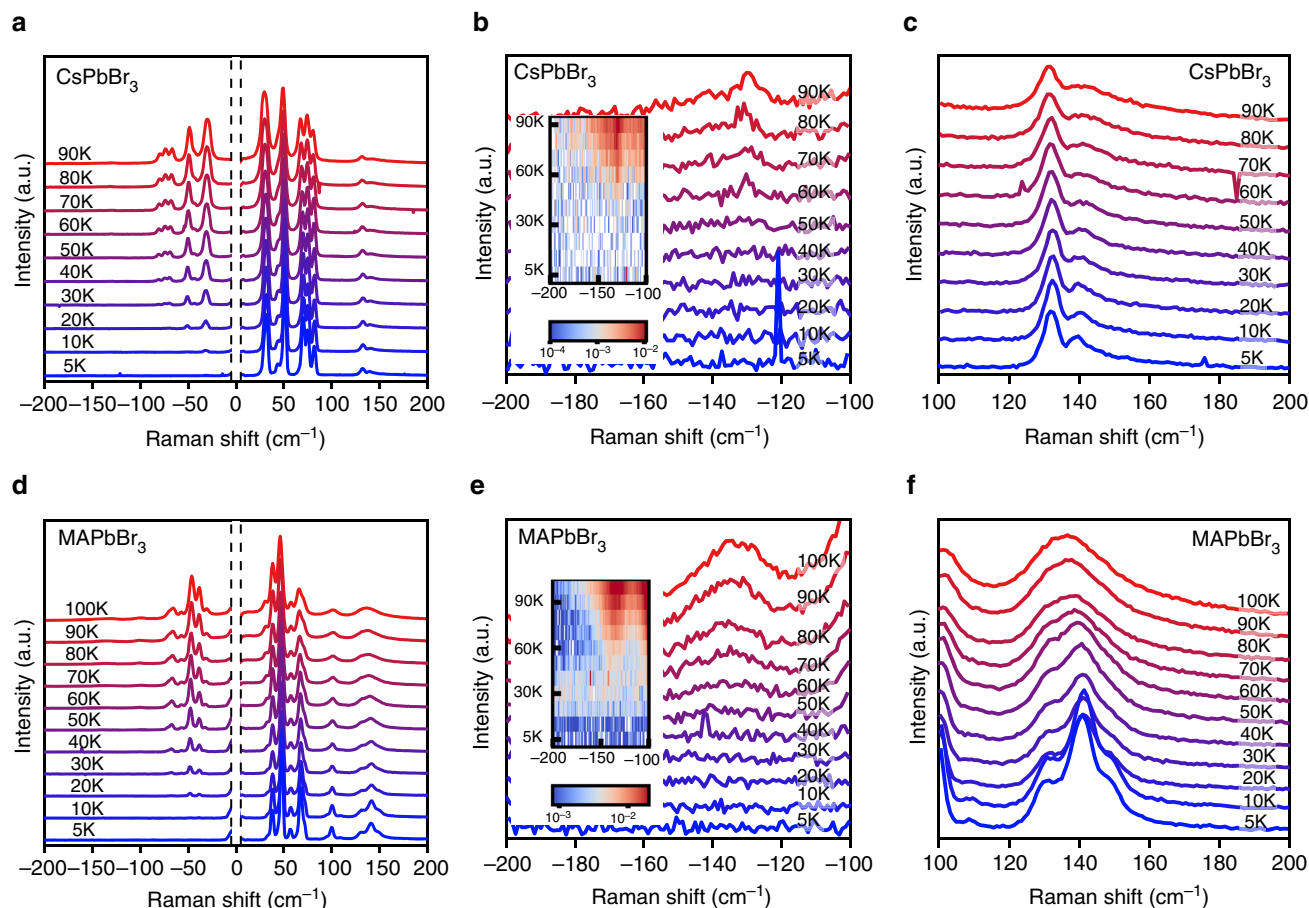 a
CsPbBr3
90K
80K
70K
60K
50K
40K
30K
20K
10K
5K
Intensity (a.u.)
−200 −150 −100 −50 0 50 100 150 200
Raman shift (cm−1)
b
CsPbBr3
90K
80K
70K
60K
50K
40K
30K
20K
10K
5K
90K
60K
30K
5K
−200 −150 −100
10−4 10−3 10−2
Intensity (a.u.)
−200 −180 −160 −140 −120 −100
Raman shift (cm−1)
c
CsPbBr3
90K
80K
70K
60K
50K
40K
30K
20K
10K
5K
Intensity (a.u.)
100 120 140 160 180 200
Raman shift (cm−1)
d
MAPbBr3
100K
90K
80K
70K
60K
50K
40K
30K
20K
10K
5K
Intensity (a.u.)
−200 −150 −100 −50 0 50 100 150 200
Raman shift (cm−1)
e
MAPbBr3
100K
90K
80K
70K
60K
50K
40K
30K
20K
10K
5K
90K
60K
30K
5K
−200 −150 −100
10−3 10−2
Intensity (a.u.)
−200 −180 −160 −140 −120 −100
Raman shift (cm−1)
f
MAPbBr3
100K
90K
80K
70K
60K
50K
40K
30K
20K
10K
5K
Intensity (a.u.)
100 120 140 160 180 200
Raman shift (cm−1)